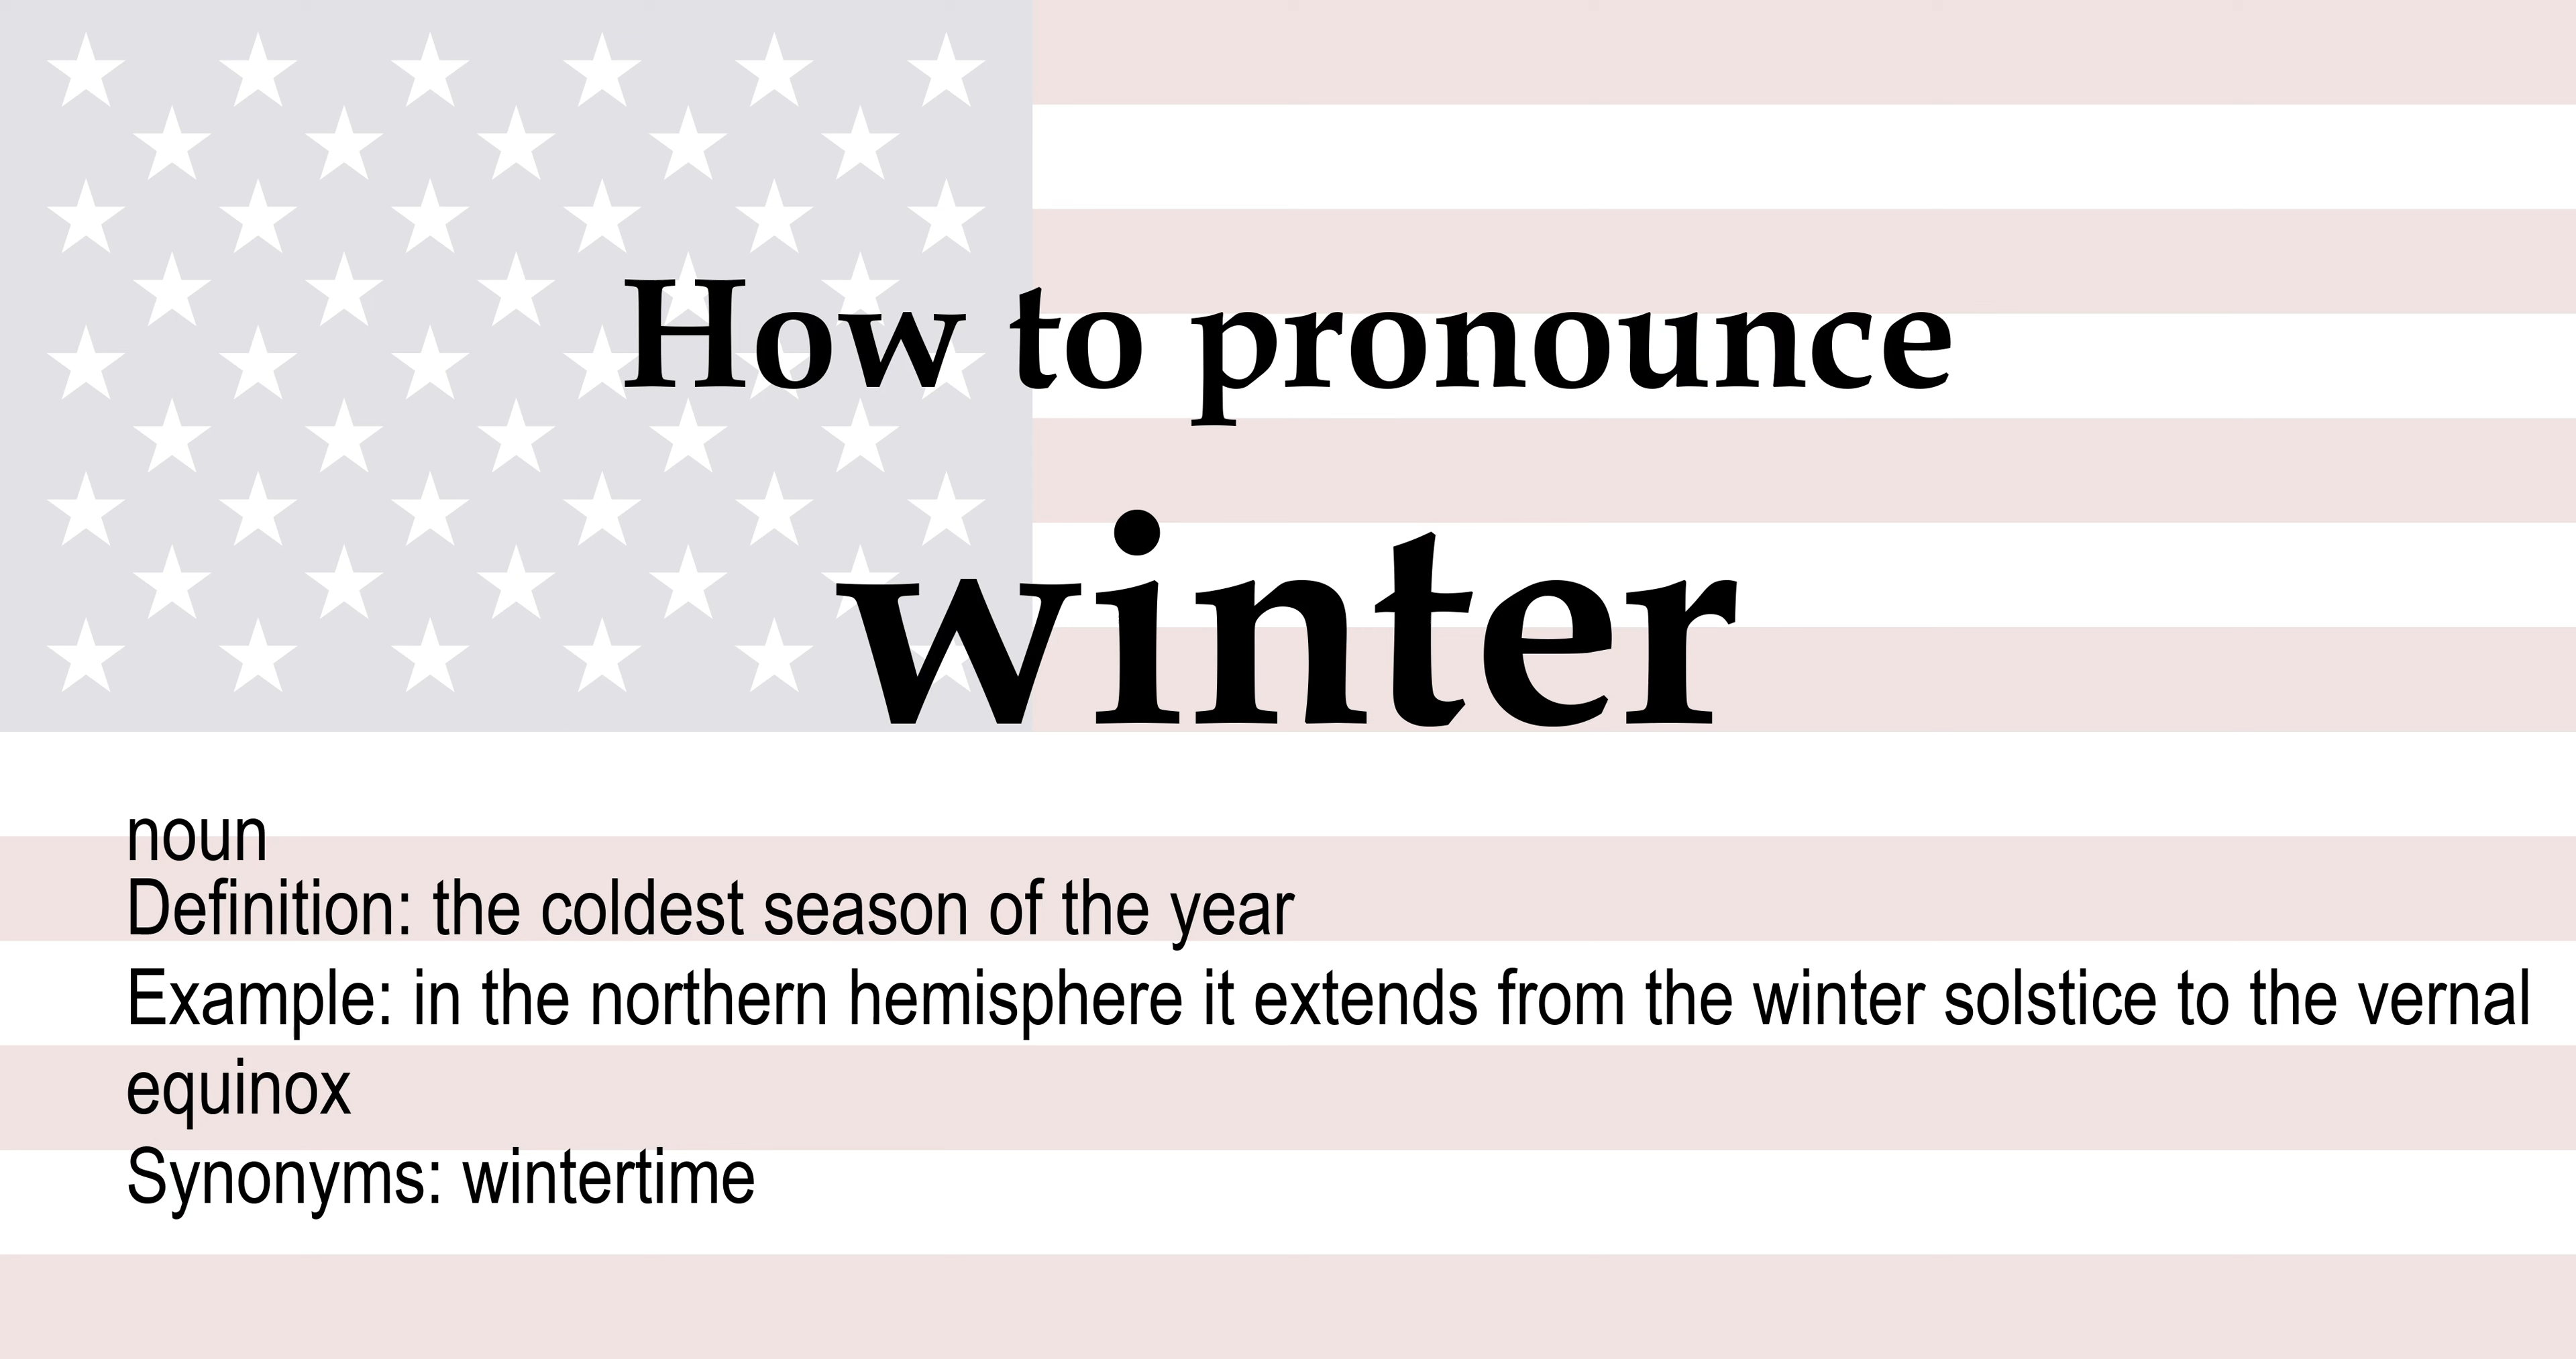 How to pronounce
winter
noun
Definition: the coldest season of the year
Example: in the northern hemisphere it extends from the winter solstice to the vernal
equinox
Synonyms: wintertime